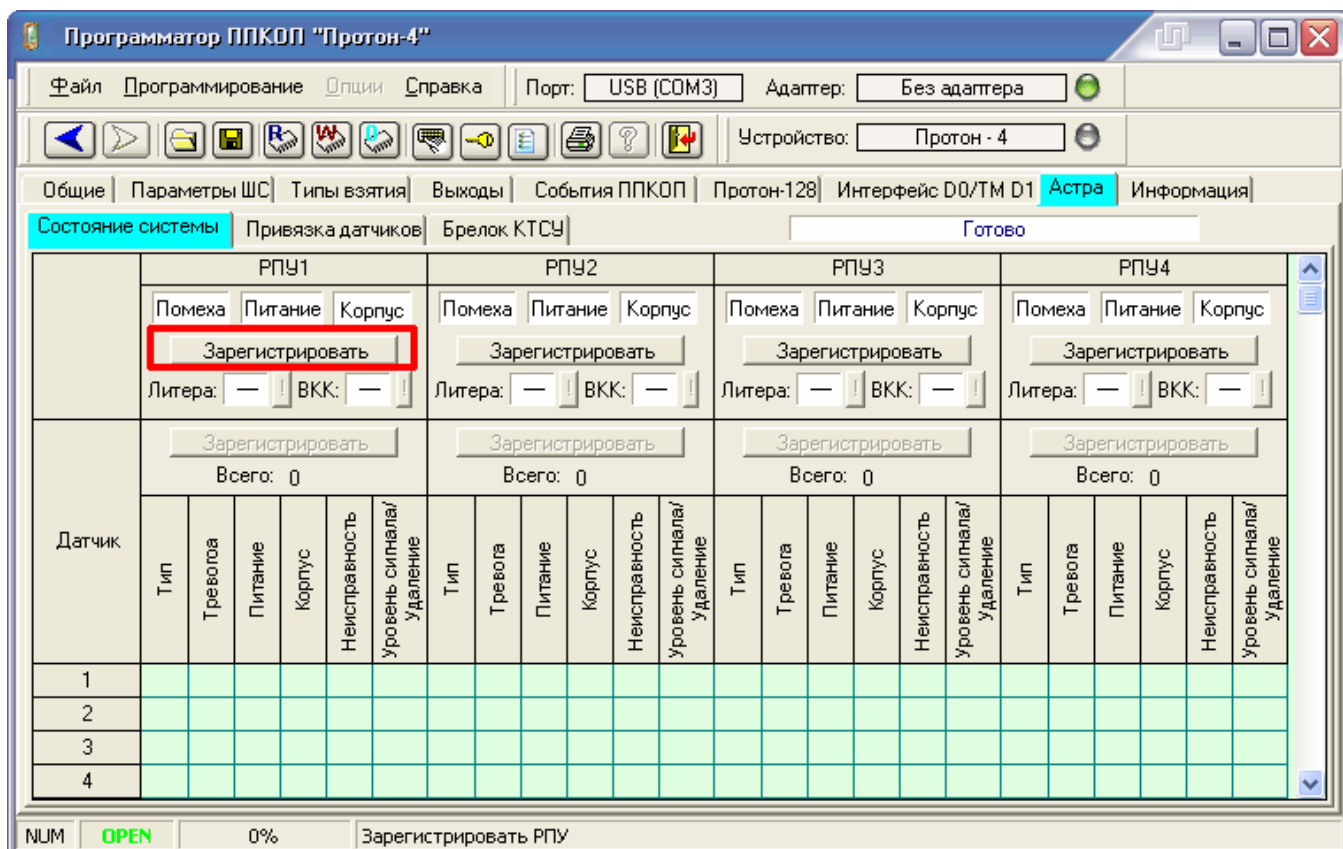 Программатор ППКОП "Протон-4"
Файл Программирование Опции Справка Порт: USB (COM3) Адаптер: Без адаптера
Устройство: Протон - 4
Общие Параметры ШС Типы взятия Выходы События ППКОП Протон-128 Интерфейс D0/TM D1 Астра Информация
Состояние системы Привязка датчиков Брелок КТСУ Готово
РПУ1 РПУ2 РПУ3 РПУ4
Помеха Питание Корпус Помеха Питание Корпус Помеха Питание Корпус Помеха Питание Корпус
Зарегистрировать Зарегистрировать Зарегистрировать Зарегистрировать
Литера: — ! ВКК: — ! Литера: — ! ВКК: — ! Литера: — ! ВКК: — ! Литера: — ! ВКК: — !
Зарегистрировать Зарегистрировать Зарегистрировать Зарегистрировать
Всего: 0 Всего: 0 Всего: 0 Всего: 0
Датчик Тип Тревогоа Питание Корпус Неисправность Уровень сигнала/ Удаление Тип Тревога Питание Корпус Неисправность Уровень сигнала/ Удаление Тип Тревога Питание Корпус Неисправность Уровень сигнала/ Удаление Тип Тревога Питание Корпус Неисправность Уровень сигнала/ Удаление
1
2
3
4
NUM OPEN 0% Зарегистрировать РПУ